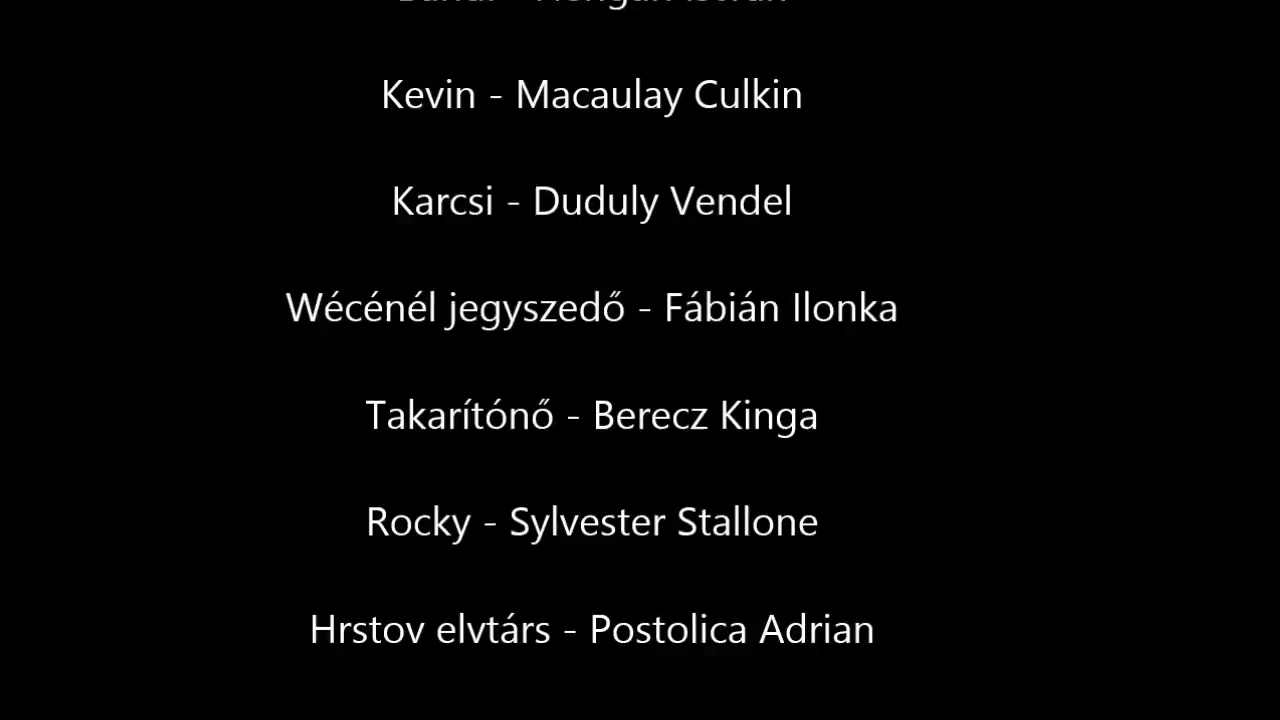 Kevin - Macaulay Culkin
Karcsi - Duduly Vendel
Wécénél jegyszedő - Fábián Ilonka
Takarítónő - Berecz Kinga
Rocky - Sylvester Stallone
Hrstov elvtárs - Postolica Adrian